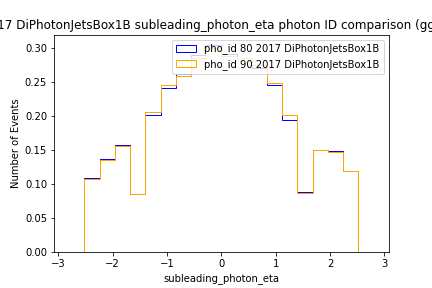 17 DiPhotonJetsBox1B subleading_photon_eta photon ID comparison (gg
pho_id 80 2017 DiPhotonJetsBox1B
pho_id 90 2017 DiPhotonJetsBox1B
Number of Events
0.30
0.25
0.20
0.15
0.10
0.05
0.00
−3 −2 −1 0 1 2 3
subleading_photon_eta